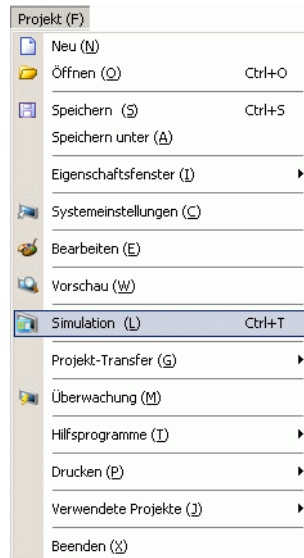 Projekt (F)
Neu (N)
Öffnen (O) Ctrl+O
Speichern (S) Ctrl+S
Speichern unter (A)
Eigenschaftsfenster (I)
Systemeinstellungen (C)
Bearbeiten (E)
Vorschau (W)
Simulation (L) Ctrl+T
Projekt-Transfer (G)
Überwachung (M)
Hilfsprogramme (T)
Drucken (P)
Verwendete Projekte (J)
Beenden (X)